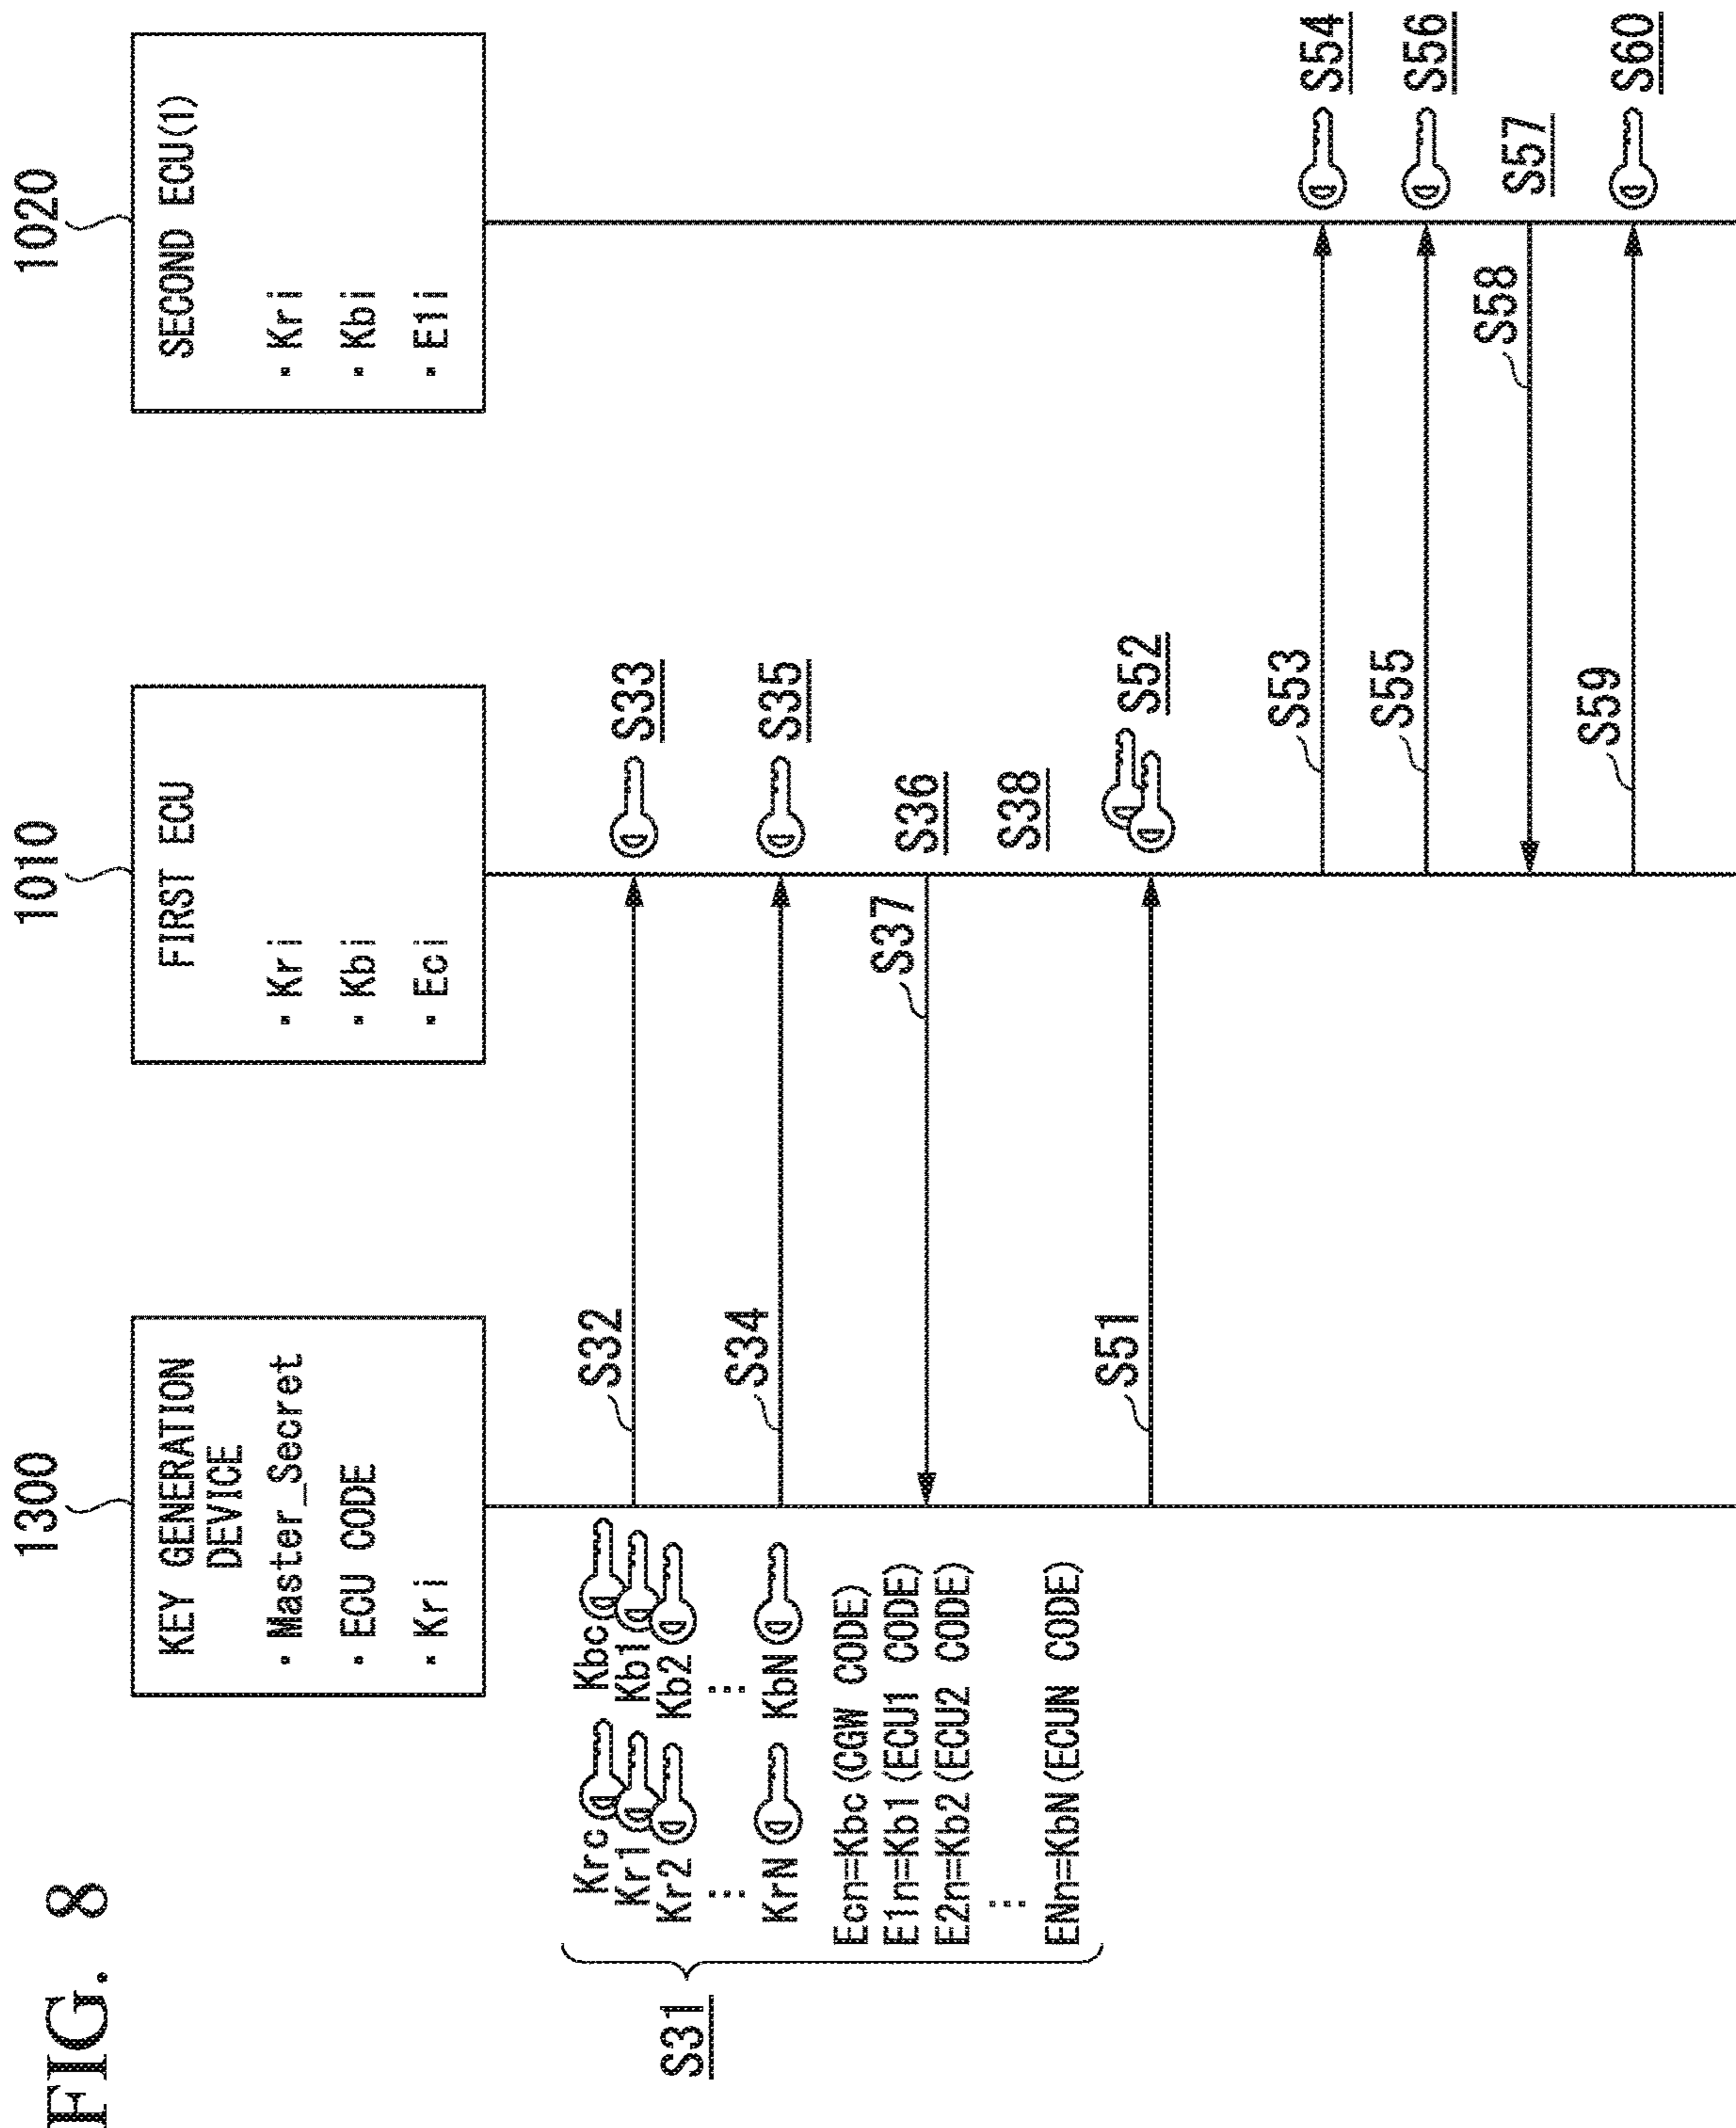 FIG. 8
1300
KEY GENERATION
DEVICE
· Master_Secret
· ECU CODE
· Kri
1010
FIRST ECU
· Kri
· Kbi
· Eci
1020
SECOND ECU(1)
· Kri
· Kbi
· E1i
S31
Krc Kbc
Kr1 Kb1
Kr2 Kb2
... ...
KrN KbN
Ecn=Kbc(CGW CODE)
E1n=Kb1(ECU1 CODE)
E2n=Kb2(ECU2 CODE)
...
ENn=KbN(ECUN CODE)
S32
S33
S34
S35
S36
S37
S38
S51
S52
S53
S54
S55
S56
S57
S58
S59
S60